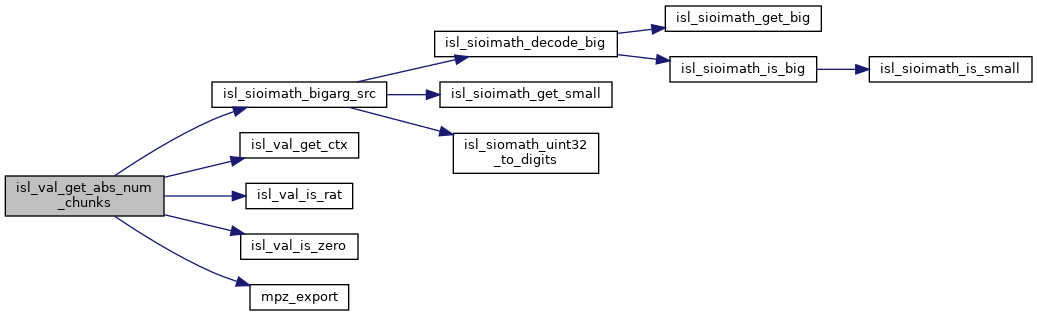 isl_val_get_abs_num
_chunks
isl_sioimath_bigarg_src
isl_sioimath_decode_big
isl_sioimath_get_big
isl_sioimath_is_big
isl_sioimath_is_small
isl_sioimath_get_small
isl_siomath_uint32
_to_digits
isl_val_get_ctx
isl_val_is_rat
isl_val_is_zero
mpz_export